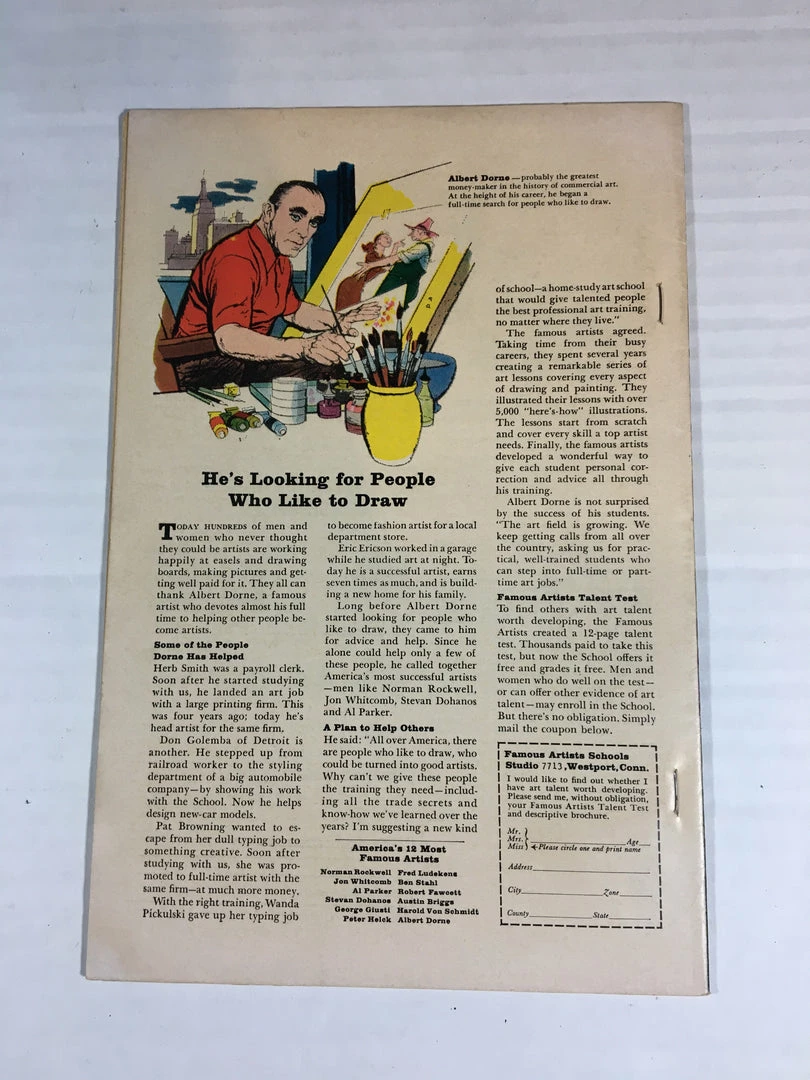 Albert Dorne — probably the greatest
money-maker in the history of commercial art.
At the height of his career, he began a
full-time search for people who like to draw.
D.A
He's Looking for People
Who Like to Draw
TODAY HUNDREDS of men and
women who never thought
they could be artists are working
happily at easels and drawing
boards, making pictures and get-
ting well paid for it. They all can
thank Albert Dorne, a famous
artist who devotes almost his full
time to helping other people be-
come artists.
Some of the People
Dorne Has Helped
Herb Smith was a payroll clerk.
Soon after he started studying
with us, he landed an art job
with a large printing firm. This
was four years ago; today he's
head artist for the same firm.
Don Golemba of Detroit is
another. He stepped up from
railroad worker to the styling
department of a big automobile
company—by showing his work
with the School. Now he helps
design new-car models.
Pat Browning wanted to es-
cape from her dull typing job to
something creative. Soon after
studying with us, she was pro-
moted to full-time artist with the
same firm—at much more money.
With the right training, Wanda
Pickulski gave up her typing job
to become fashion artist for a local
department store.
Eric Ericson worked in a garage
while he studied art at night. To-
day he is a successful artist, earns
seven times as much, and is build-
ing a new home for his family.
Long before Albert Dorne
started looking for people who
like to draw, they came to him
for advice and help. Since he
alone could help only a few of
these people, he called together
America's most successful artists
—men like Norman Rockwell,
Jon Whitcomb, Stevan Dohanos
and Al Parker.
A Plan to Help Others
He said: "All over America, there
are people who like to draw, who
could be turned into good artists.
Why can't we give these people
the training they need—includ-
ing all the trade secrets and
know-how we've learned over the
years? I'm suggesting a new kind
America's 12 Most
Famous Artists
Norman Rockwell Fred Ludekens
Jon Whitcomb Ben Stahl
Al Parker Robert Fawcett
Stevan Dohanos Austin Briggs
George Giusti Harold Von Schmidt
Peter Helck Albert Dorne
of school—a home-study art school
that would give talented people
the best professional art training,
no matter where they live."
The famous artists agreed.
Taking time from their busy
careers, they spent several years
creating a remarkable series of
art lessons covering every aspect
of drawing and painting. They
illustrated their lessons with over
5,000 "here's-how" illustrations.
The lessons start from scratch
and cover every skill a top artist
needs. Finally, the famous artists
developed a wonderful way to
give each student personal cor-
rection and advice all through
his training.
Albert Dorne is not surprised
by the success of his students.
"The art field is growing. We
keep getting calls from all over
the country, asking us for prac-
tical, well-trained students who
can step into full-time or part-
time art jobs."
Famous Artists Talent Test
To find others with art talent
worth developing, the Famous
Artists created a 12-page talent
test. Thousands paid to take this
test, but now the School offers it
free and grades it free. Men and
women who do well on the test—
or can offer other evidence of art
talent—may enroll in the School.
But there's no obligation. Simply
mail the coupon below.
Famous Artists Schools
Studio 7713, Westport, Conn.
I would like to find out whether I
have art talent worth developing.
Please send me, without obligation,
your Famous Artists Talent Test
and descriptive brochure.
Mr.
Mrs. Age
Miss Please circle one and print name
Address
City Zone
County State